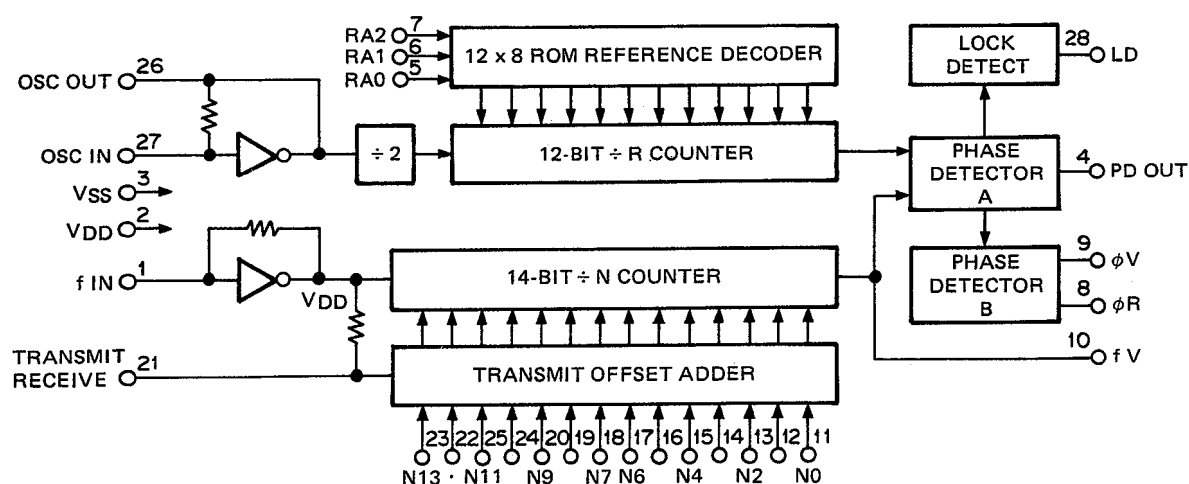 RA2 7
RA1 6
RA0 5
12 x 8 ROM REFERENCE DECODER
LOCK
DETECT
28 LD
OSC OUT 26
OSC IN 27
÷ 2
12-BIT ÷ R COUNTER
PHASE
DETECTOR
A
4 PD OUT
VSS 3
VDD 2
f IN 1
VDD
14-BIT ÷ N COUNTER
PHASE
DETECTOR
B
9 φV
8 φR
10 f V
TRANSMIT
RECEIVE 21
TRANSMIT OFFSET ADDER
23 22 25 24 20 19 18 17 16 15 14 13 12 11
N13 · N11 N9 N7 N6 N4 N2 N0